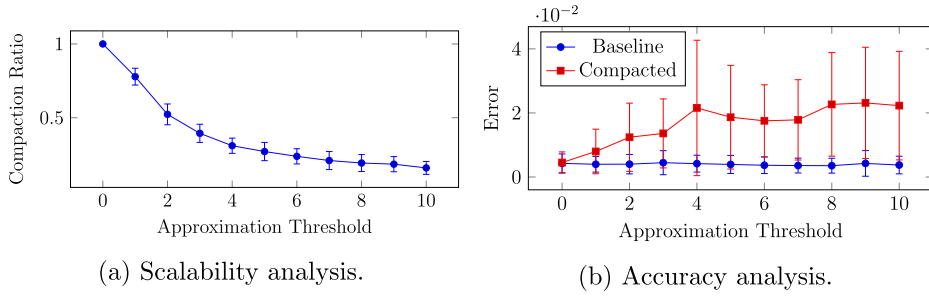 1
0.5
Compaction Ratio
0 2 4 6 8 10
Approximation Threshold
(a) Scalability analysis.
·10⁻²
4
2
0
Error
Baseline
Compacted
0 2 4 6 8 10
Approximation Threshold
(b) Accuracy analysis.